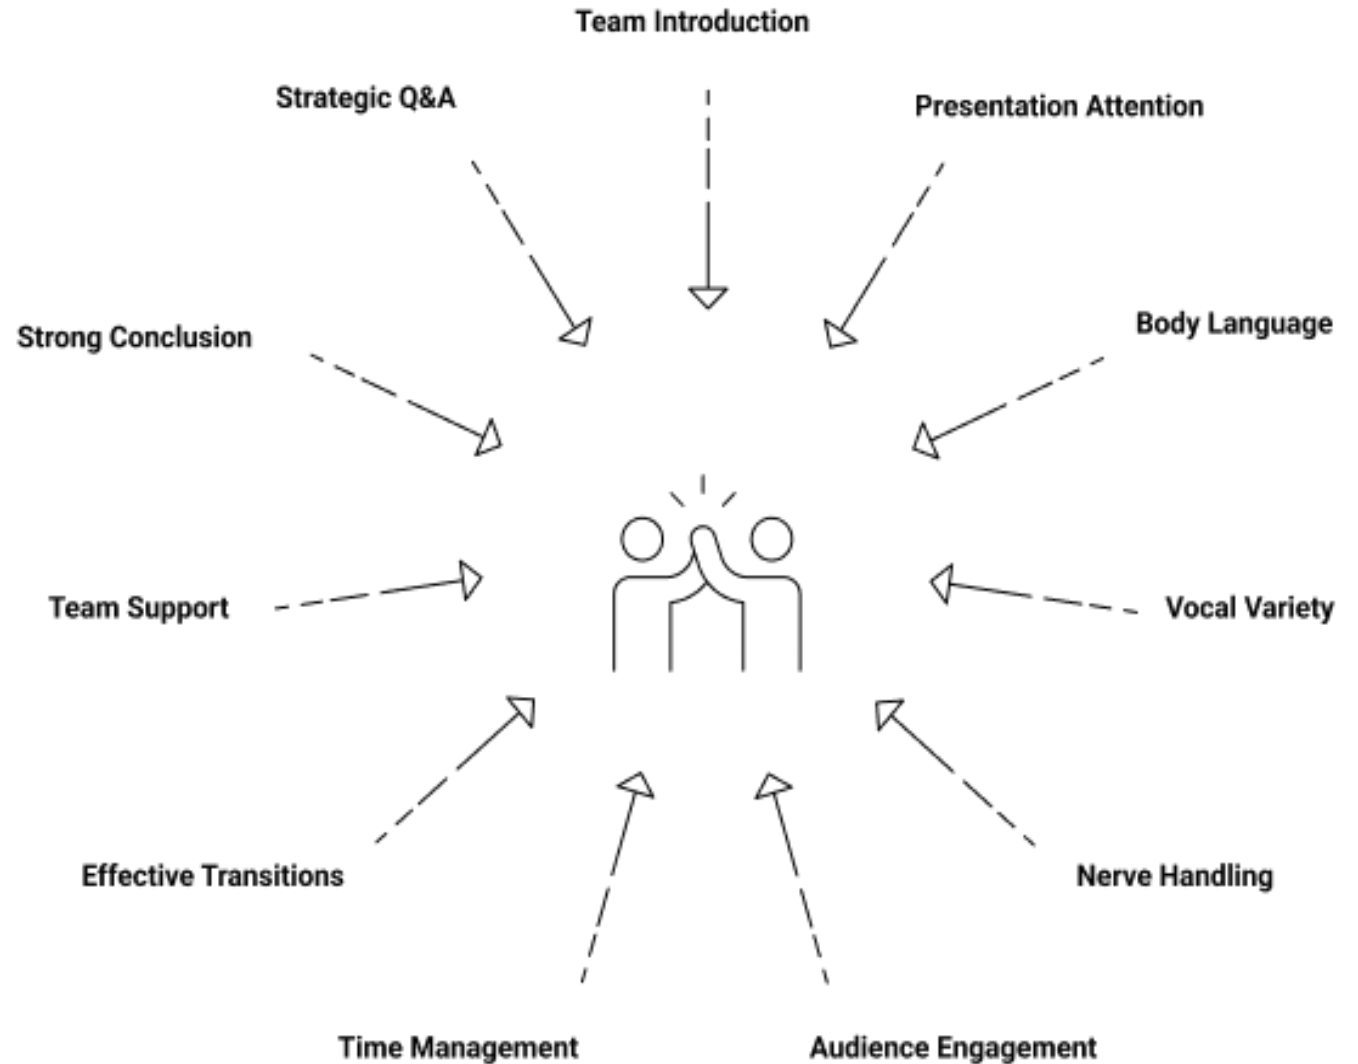 Team Introduction
Strategic Q&A
Presentation Attention
Body Language
Strong Conclusion
Team Support
Vocal Variety
Effective Transitions
Nerve Handling
Time Management
Audience Engagement